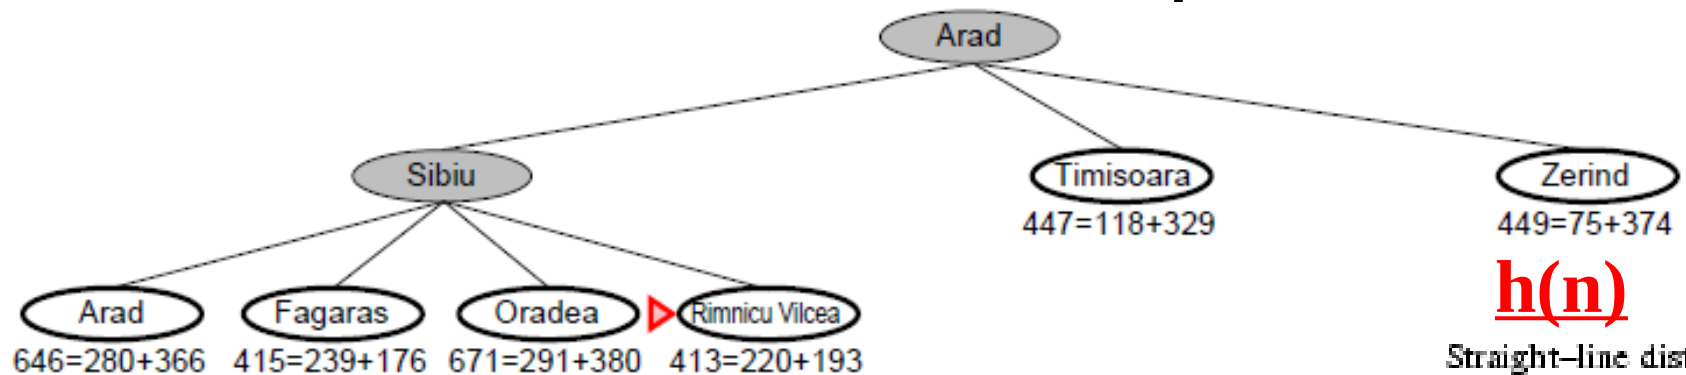 Arad
Sibiu
Timisoara
Zerind
447=118+329
449=75+374
h(n)
Arad
Fagaras
Oradea
Rimnicu Vilcea
646=280+366
415=239+176
671=291+380
413=220+193
Straight–line